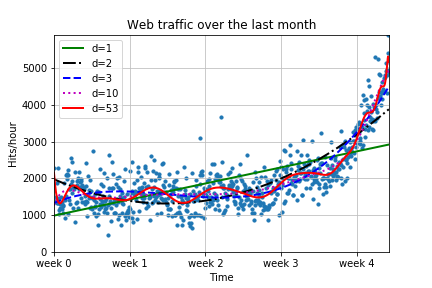 Web traffic over the last month
d=1
d=2
d=3
d=10
d=53
5000
4000
3000
2000
1000
0
Hits/hour
week 0 week 1 week 2 week 3 week 4
Time